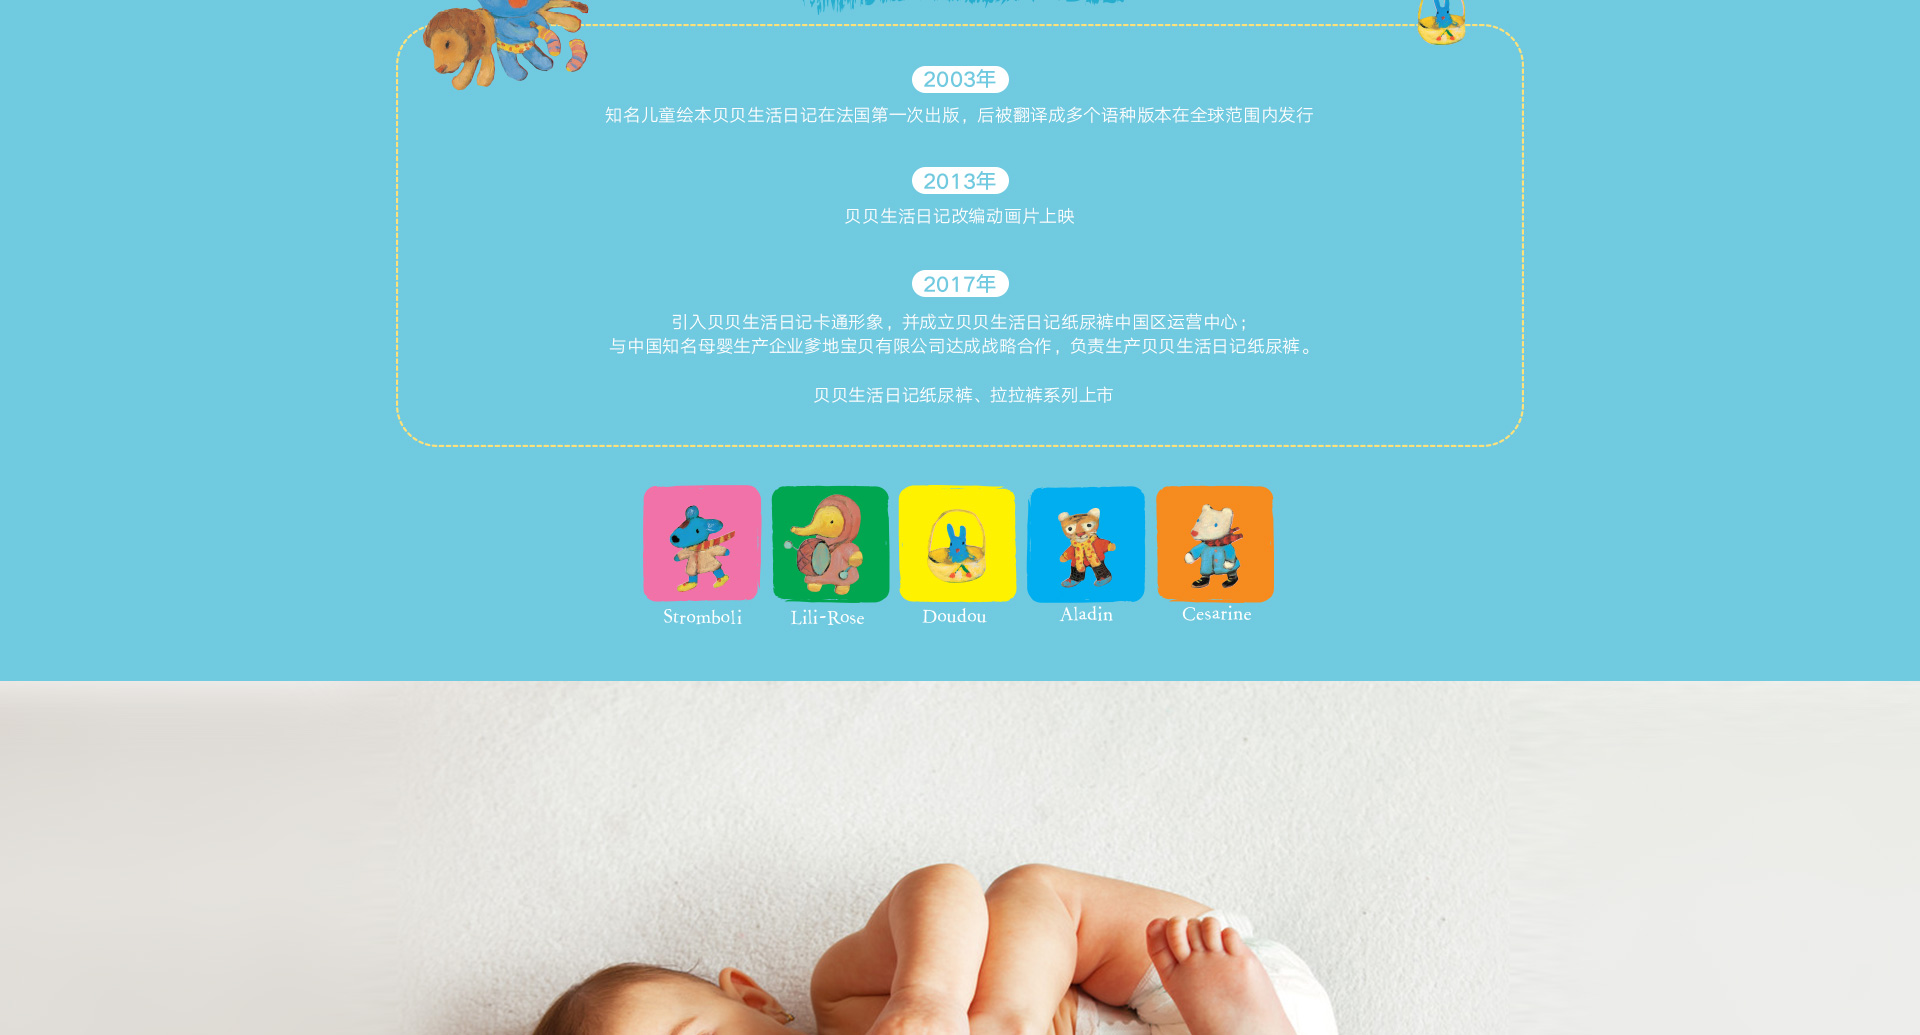 2003年
知名儿童绘本贝贝生活日记在法国第一次出版，后被翻译成多个语种版本在全球范围内发行
2013年
贝贝生活日记改编动画片上映
2017年
引入贝贝生活日记卡通形象，并成立贝贝生活日记纸尿裤中国区运营中心；
与中国知名母婴生产企业爹地宝贝有限公司达成战略合作，负责生产贝贝生活日记纸尿裤。
贝贝生活日记纸尿裤、拉拉裤系列上市
Stromboli
Lili-Rose
Doudou
Aladin
Cesarine